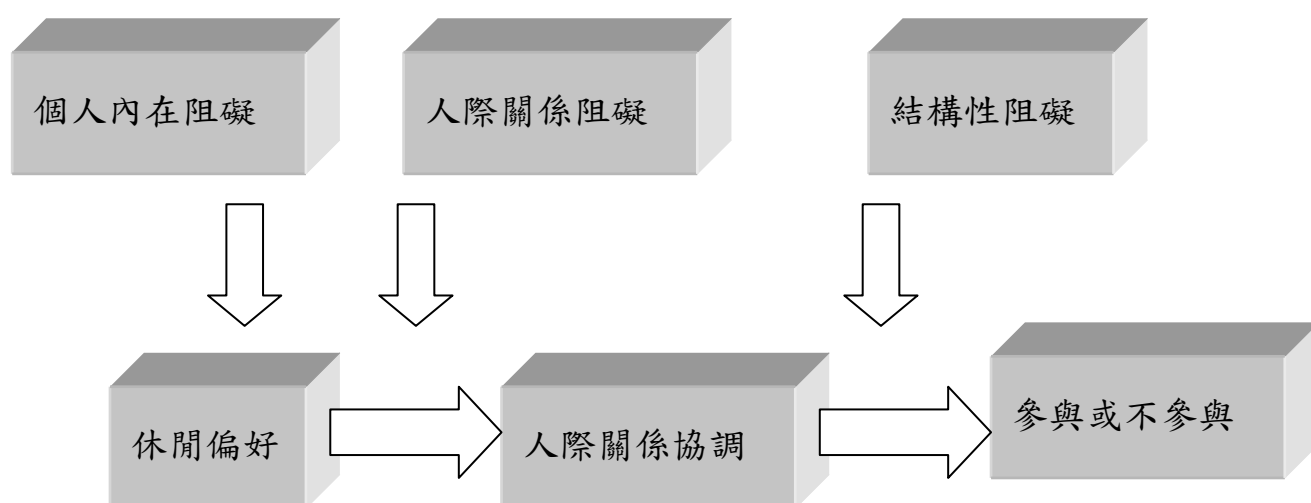 個人內在阻礙
人際關係阻礙
結構性阻礙
休閒偏好
人際關係協調
參與或不參與